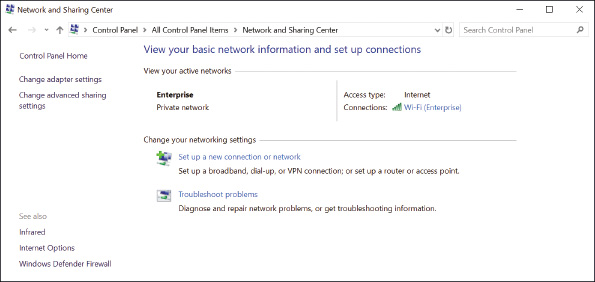 Network and Sharing Center
Control Panel > All Control Panel Items > Network and Sharing Center
Search Control Panel
Control Panel Home
Change adapter settings
Change advanced sharing
settings
See also
Infrared
Internet Options
Windows Defender Firewall
View your basic network information and set up connections
View your active networks
Enterprise
Private network
Access type: Internet
Connections: Wi-Fi (Enterprise)
Change your networking settings
Set up a new connection or network
Set up a broadband, dial-up, or VPN connection; or set up a router or access point.
Troubleshoot problems
Diagnose and repair network problems, or get troubleshooting information.